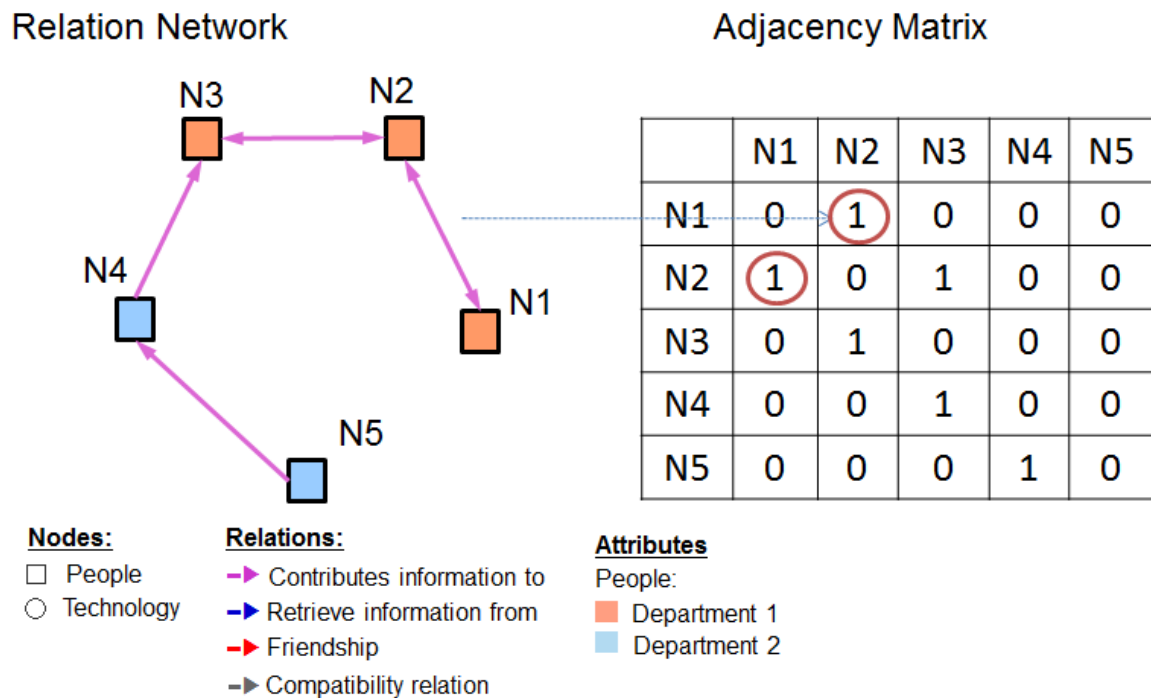 Relation Network
Adjacency Matrix
N3
N2
N4
N1
N5
N1 N2 N3 N4 N5
N1 0 1 0 0 0
N2 1 0 1 0 0
N3 0 1 0 0 0
N4 0 0 1 0 0
N5 0 0 0 1 0
Nodes:
People
Technology
Relations:
Contributes information to
Retrieve information from
Friendship
Compatibility relation
Attributes
People:
Department 1
Department 2